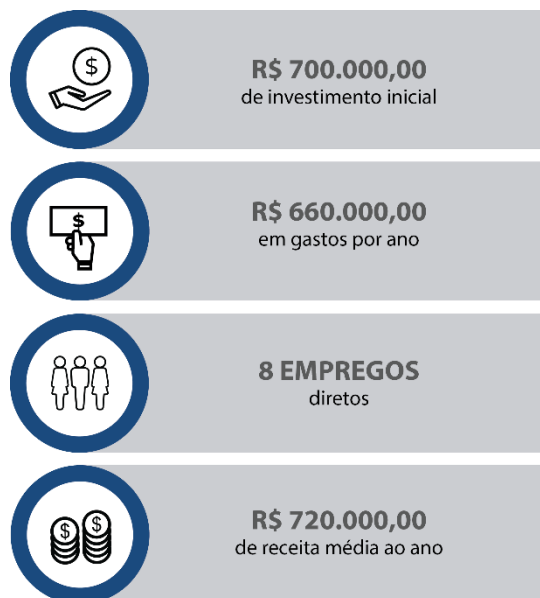 $
R$ 700.000,00
de investimento inicial
$
R$ 660.000,00
em gastos por ano
8 EMPREGOS
diretos
$ $
R$ 720.000,00
de receita média ao ano